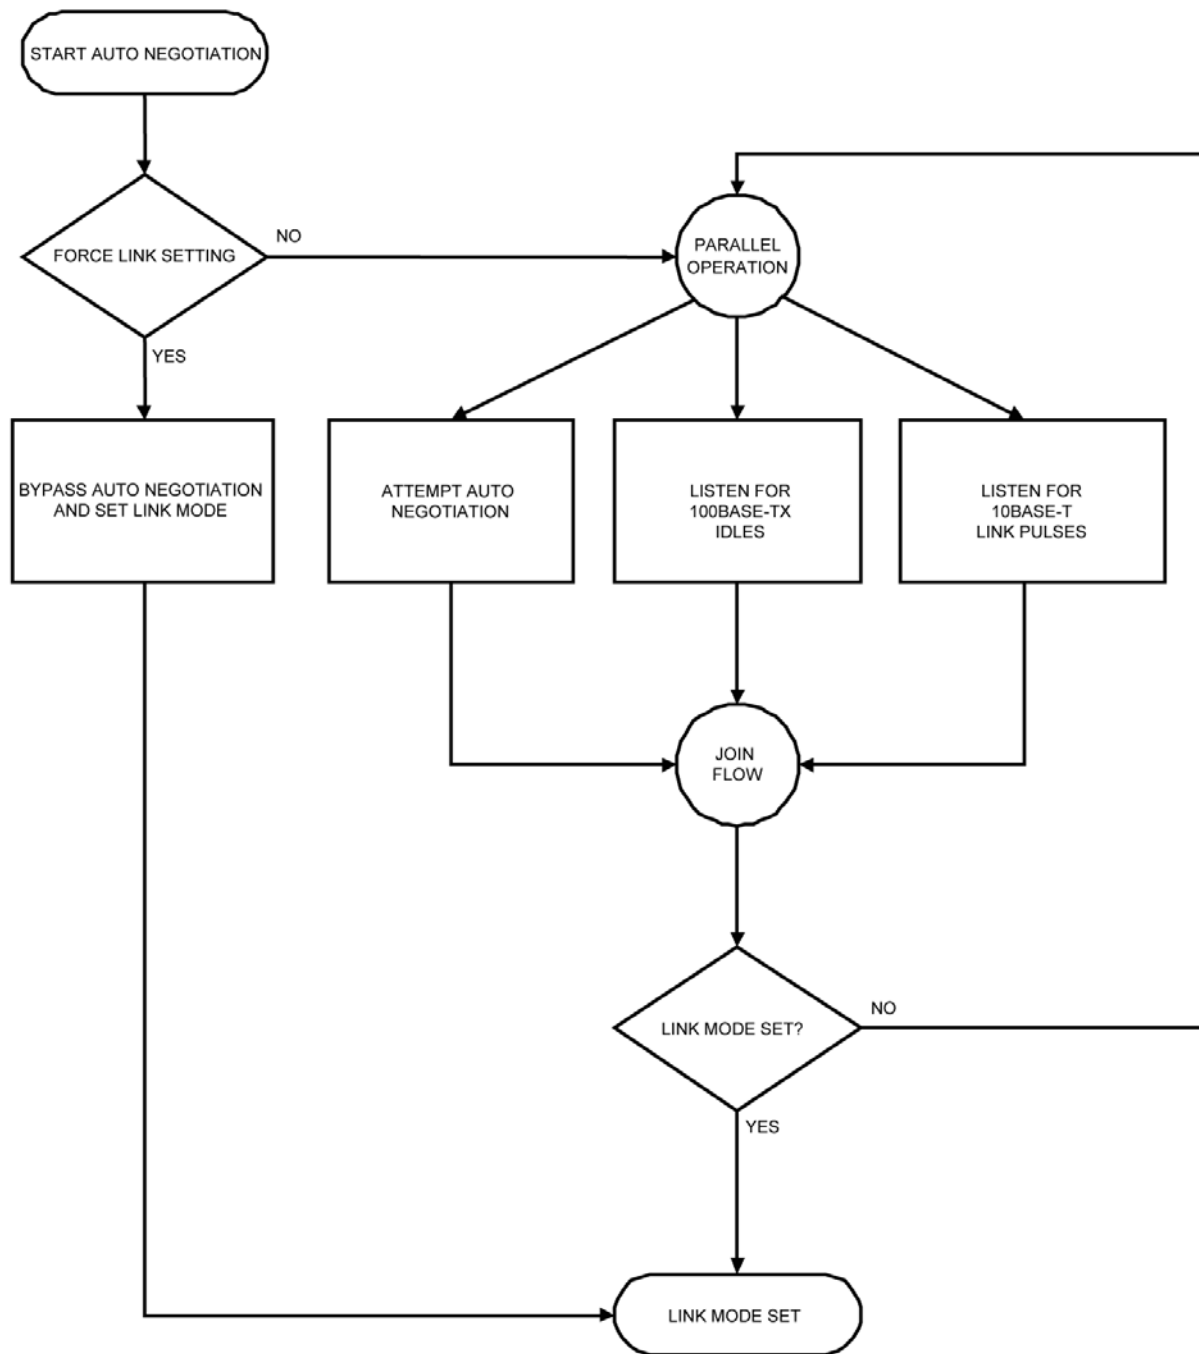 START AUTO NEGOTIATION
FORCE LINK SETTING
NO
PARALLEL
OPERATION
YES
BYPASS AUTO NEGOTIATION
AND SET LINK MODE
ATTEMPT AUTO
NEGOTIATION
LISTEN FOR
100BASE-TX
IDLES
LISTEN FOR
10BASE-T
LINK PULSES
JOIN
FLOW
LINK MODE SET?
NO
YES
LINK MODE SET